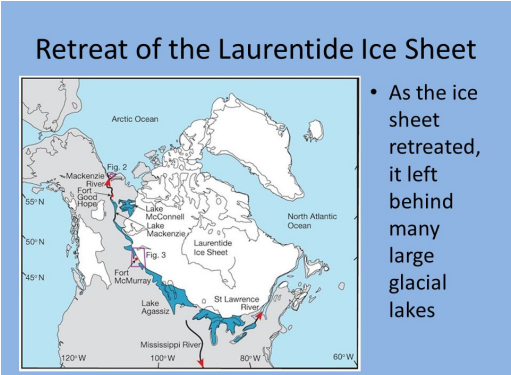 Retreat of the Laurentide Ice Sheet
Arctic Ocean
Fig. 2
Mackenzie
River
Fort
Good
Hope
55°N
Lake
McConnell
Lake
Mackenzie
North Atlantic
Ocean
50°N
Laurentide
Ice Sheet
Fig. 3
45°N
Fort
McMurray
Lake
Agassiz
St Lawrence
River
Mississippi River
120°W
100°W
80°W
60°W
• As the ice
sheet
retreated,
it left
behind
many
large
glacial
lakes